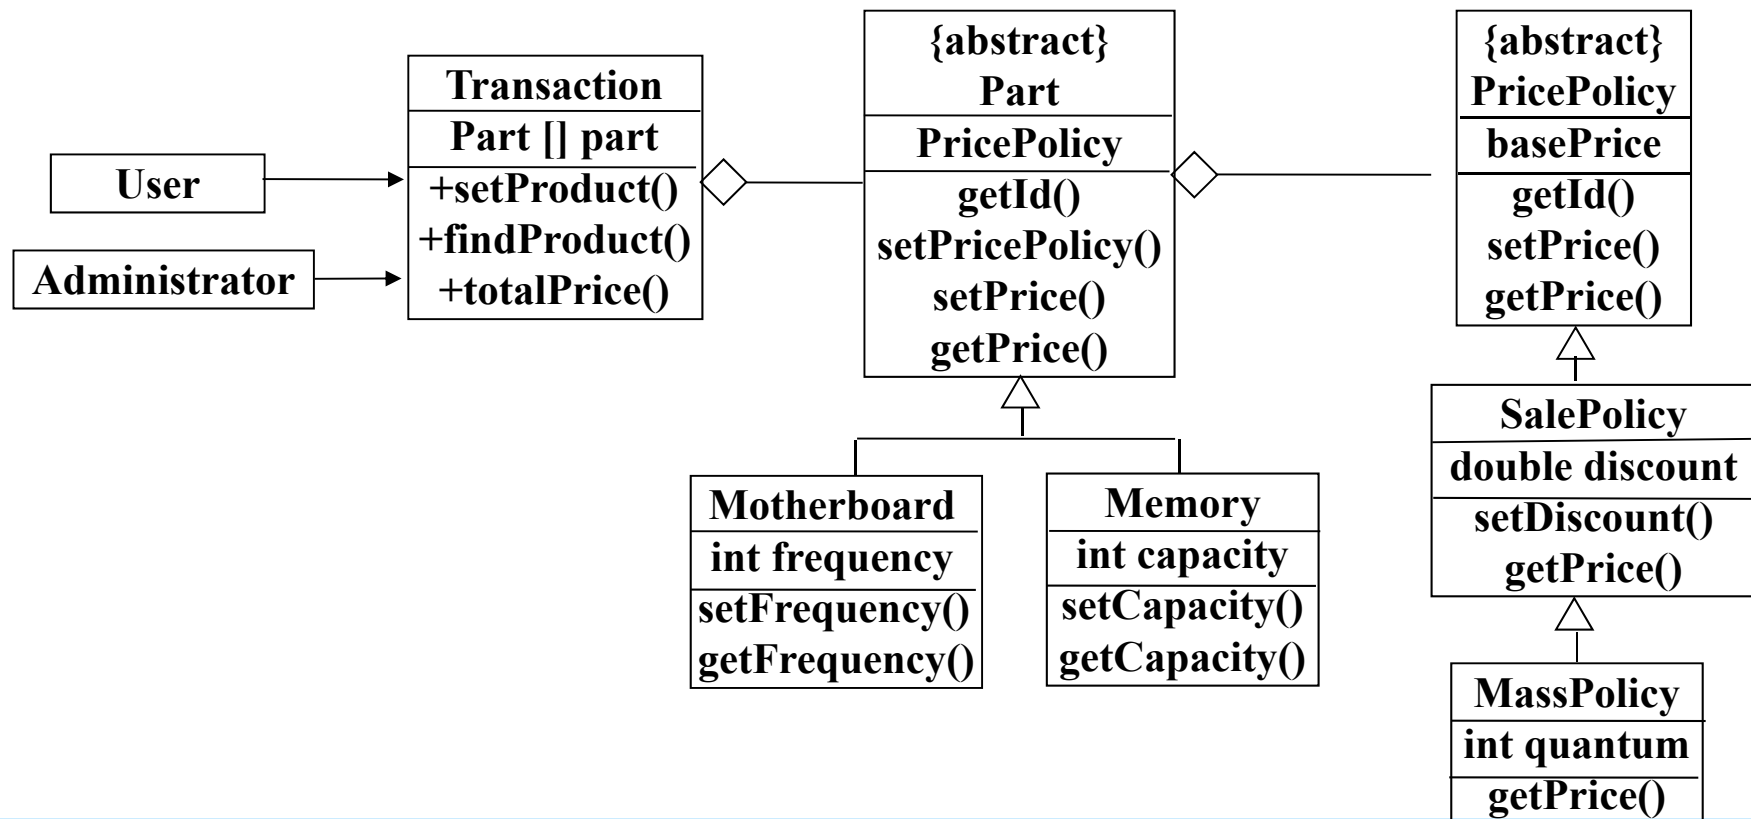 User
Administrator
Transaction
Part [] part
+setProduct()
+findProduct()
+totalPrice()
{abstract}
Part
PricePolicy
getId()
setPricePolicy()
setPrice()
getPrice()
{abstract}
PricePolicy
basePrice
getId()
setPrice()
getPrice()
Motherboard
int frequency
setFrequency()
getFrequency()
Memory
int capacity
setCapacity()
getCapacity()
SalePolicy
double discount
setDiscount()
getPrice()
MassPolicy
int quantum
getPrice()